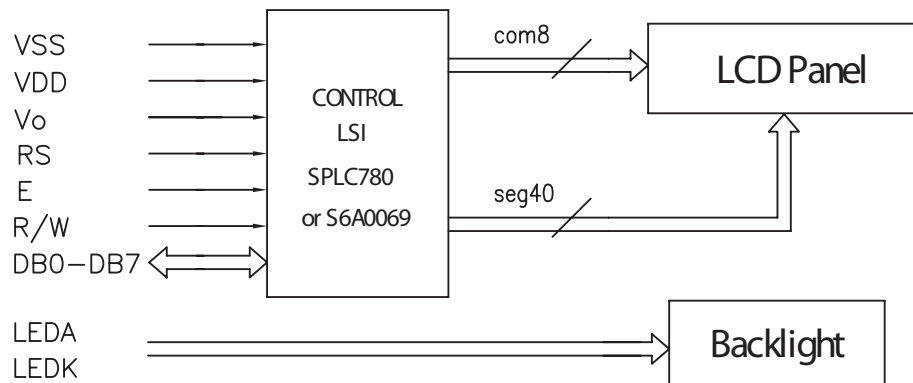 VSS
VDD
Vo
RS
E
R/W
DB0-DB7
LEDA
LEDK
CONTROL
LSI
SPLC780
or S6A0069
com8
seg40
LCD Panel
Backlight